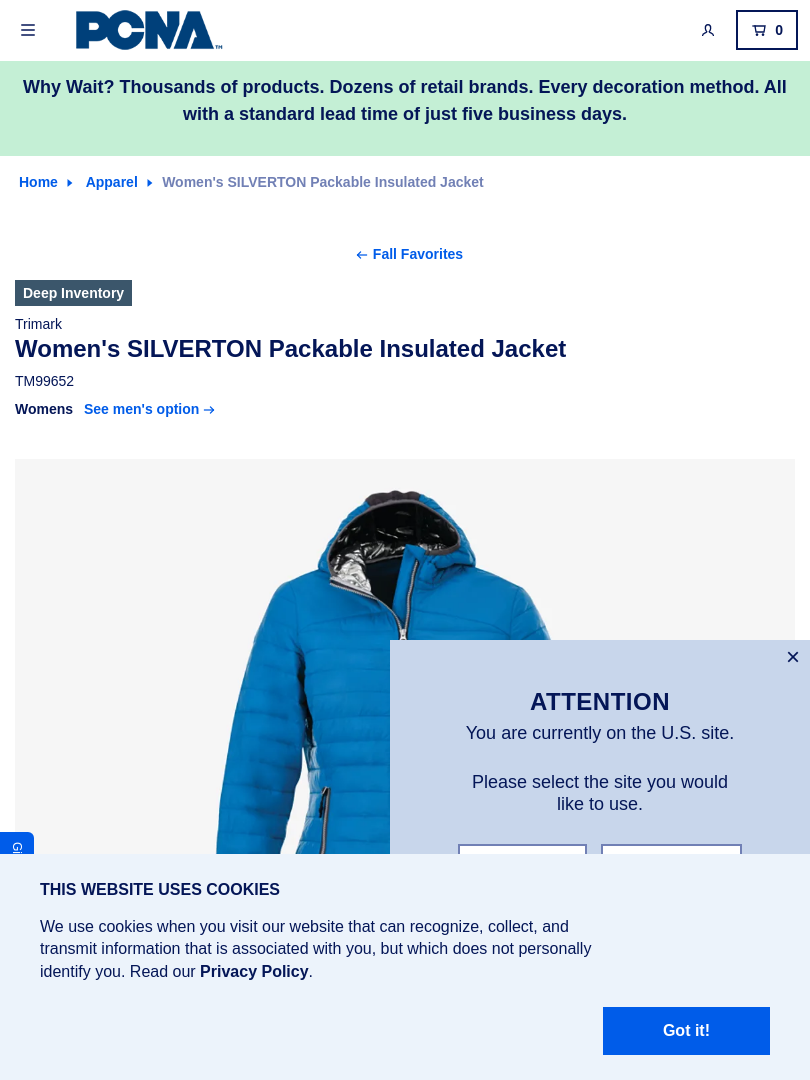 PCNA™
0
Why Wait? Thousands of products. Dozens of retail brands. Every decoration method. All
with a standard lead time of just five business days.
Home Apparel Women's SILVERTON Packable Insulated Jacket
← Fall Favorites
Deep Inventory
Trimark
Women's SILVERTON Packable Insulated Jacket
TM99652
Womens See men's option →
ATTENTION
You are currently on the U.S. site.
Please select the site you would
like to use.
THIS WEBSITE USES COOKIES
We use cookies when you visit our website that can recognize, collect, and
transmit information that is associated with you, but which does not personally
identify you. Read our Privacy Policy.
Got it!